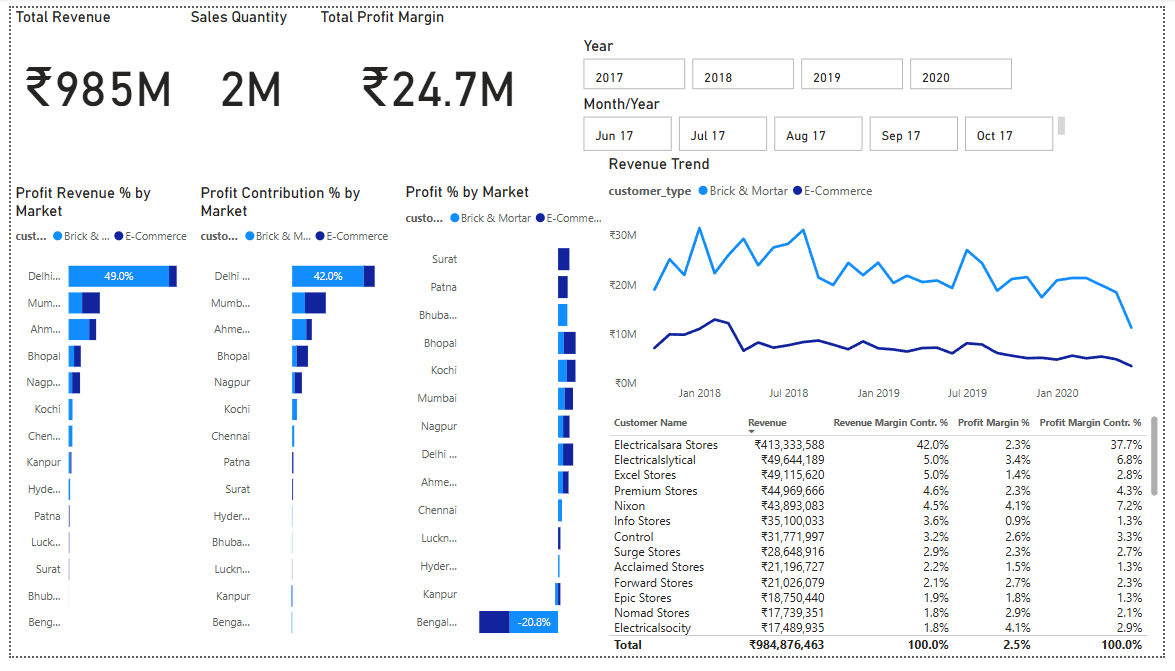 Total Revenue
Sales Quantity
Total Profit Margin
₹985M
2M
₹24.7M
Year
2017
2018
2019
2020
Month/Year
Jun 17
Jul 17
Aug 17
Sep 17
Oct 17
Profit Revenue % by
Market
cust... Brick & ... E-Commerce
Delhi...
49.0%
Mum...
Ahm...
Bhopal
Nagp...
Kochi
Chen...
Kanpur
Hyde...
Patna
Luck...
Surat
Bhub...
Beng...
Profit Contribution % by
Market
custo... Brick & M... E-Commerce
Delhi ...
42.0%
Mumb...
Ahme...
Bhopal
Nagpur
Kochi
Chennai
Patna
Surat
Hyder...
Bhuba...
Luckn...
Kanpur
Benga...
Profit % by Market
custo... Brick & Mortar E-Comme...
Surat
Patna
Bhuba...
Bhopal
Kochi
Mumbai
Nagpur
Delhi ...
Ahme...
Chennai
Luckn...
Hyder...
Kanpur
Bengal...
-20.8%
Revenue Trend
customer_type Brick & Mortar E-Commerce
₹30M
₹20M
₹10M
₹0M
Jan 2018 Jul 2018 Jan 2019 Jul 2019 Jan 2020
Customer Name Revenue Revenue Margin Contr. % Profit Margin % Profit Margin Contr. %
Electricalsara Stores ₹413,333,588 42.0% 2.3% 37.7%
Electricalslytical ₹49,644,189 5.0% 3.4% 6.8%
Excel Stores ₹49,115,620 5.0% 1.4% 2.8%
Premium Stores ₹44,969,666 4.6% 2.3% 4.3%
Nixon ₹43,893,083 4.5% 4.1% 7.2%
Info Stores ₹35,100,033 3.6% 0.9% 1.3%
Control ₹31,771,997 3.2% 2.6% 3.3%
Surge Stores ₹28,648,916 2.9% 2.3% 2.7%
Acclaimed Stores ₹21,196,727 2.2% 1.5% 1.3%
Forward Stores ₹21,026,079 2.1% 2.7% 2.3%
Epic Stores ₹18,750,440 1.9% 1.8% 1.3%
Nomad Stores ₹17,739,351 1.8% 2.9% 2.1%
Electricalsocity ₹17,489,935 1.8% 4.1% 2.9%
Total ₹984,876,463 100.0% 2.5% 100.0%